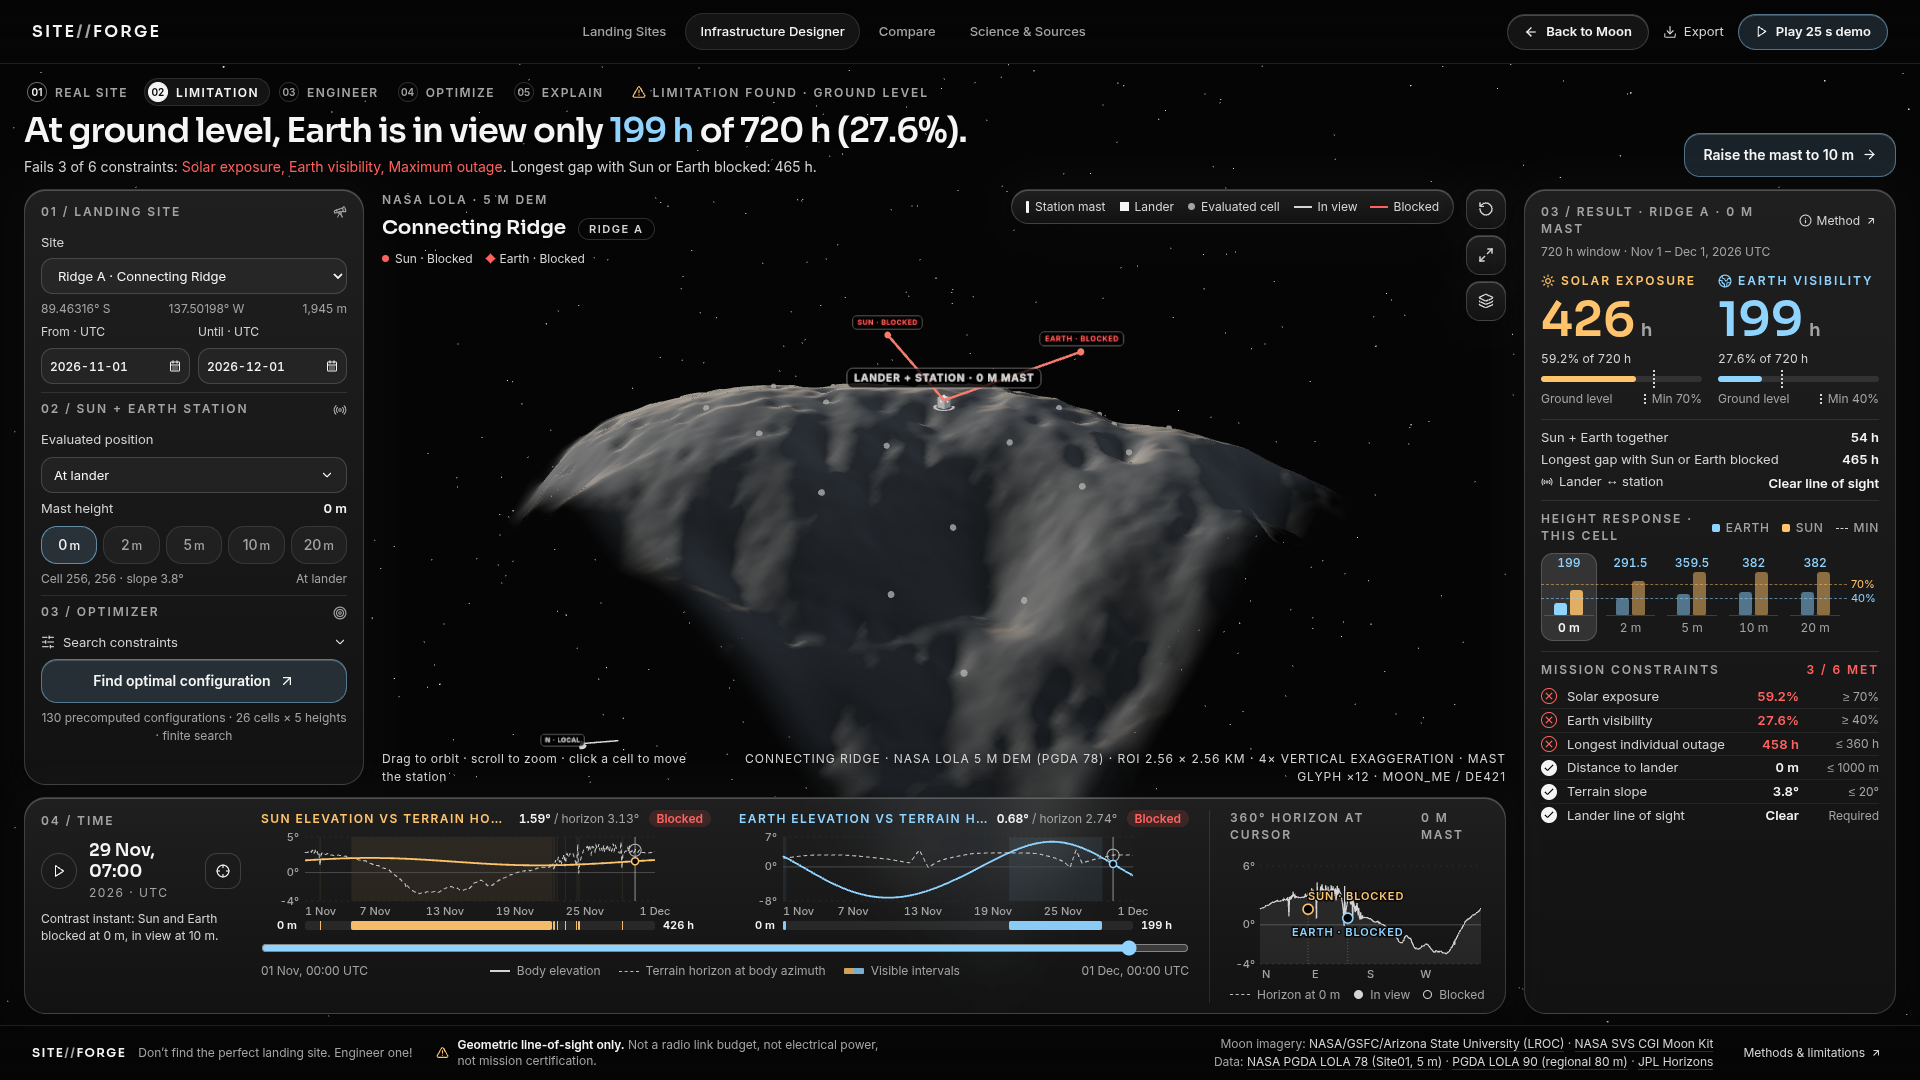 SITE//FORGE
Landing Sites
Infrastructure Designer
Compare
Science & Sources
Back to Moon
Export
Play 25 s demo
01 REAL SITE
02 LIMITATION
03 ENGINEER
04 OPTIMIZE
05 EXPLAIN
LIMITATION FOUND · GROUND LEVEL
At ground level, Earth is in view only 199 h of 720 h (27.6%).
Fails 3 of 6 constraints: Solar exposure, Earth visibility, Maximum outage. Longest gap with Sun or Earth blocked: 465 h.
Raise the mast to 10 m →
01 / LANDING SITE
Site
Ridge A · Connecting Ridge
89.46316° S 137.50198° W 1,945 m
From · UTC Until · UTC
2026-11-01 2026-12-01
02 / SUN + EARTH STATION
Evaluated position
At lander
Mast height 0 m
0 m 2 m 5 m 10 m 20 m
Cell 256, 256 · slope 3.8° At lander
03 / OPTIMIZER
Search constraints
Find optimal configuration ↗
130 precomputed configurations · 26 cells × 5 heights
· finite search
NASA LOLA · 5 M DEM
Connecting Ridge RIDGE A
Sun · Blocked Earth · Blocked
Station mast Lander Evaluated cell In view Blocked
SUN · BLOCKED
EARTH · BLOCKED
LANDER + STATION · 0 M MAST
N · LOCAL
Drag to orbit · scroll to zoom · click a cell to move
the station
CONNECTING RIDGE · NASA LOLA 5 M DEM (PGDA 78) · ROI 2.56 × 2.56 KM · 4× VERTICAL EXAGGERATION · MAST
GLYPH ×12 · MOON_ME / DE421
03 / RESULT · RIDGE A · 0 M
MAST
Method ↗
720 h window · Nov 1 – Dec 1, 2026 UTC
SOLAR EXPOSURE EARTH VISIBILITY
426 h 199 h
59.2% of 720 h 27.6% of 720 h
Ground level Min 70% Ground level Min 40%
Sun + Earth together 54 h
Longest gap with Sun or Earth blocked 465 h
Lander ↔ station Clear line of sight
HEIGHT RESPONSE ·
THIS CELL
EARTH SUN MIN
199 291.5 359.5 382 382
70%
40%
0 m 2 m 5 m 10 m 20 m
MISSION CONSTRAINTS 3 / 6 MET
Solar exposure 59.2% ≥ 70%
Earth visibility 27.6% ≥ 40%
Longest individual outage 458 h ≤ 360 h
Distance to lander 0 m ≤ 1000 m
Terrain slope 3.8° ≤ 20°
Lander line of sight Clear Required
04 / TIME
29 Nov,
07:00
2026 · UTC
Contrast instant: Sun and Earth
blocked at 0 m, in view at 10 m.
SUN ELEVATION VS TERRAIN HO... 1.59° / horizon 3.13° Blocked
5°
0°
-4°
1 Nov 7 Nov 13 Nov 19 Nov 25 Nov 1 Dec
0 m 426 h
EARTH ELEVATION VS TERRAIN H... 0.68° / horizon 2.74° Blocked
7°
0°
-8°
1 Nov 7 Nov 13 Nov 19 Nov 25 Nov 1 Dec
0 m 199 h
01 Nov, 00:00 UTC
Body elevation Terrain horizon at body azimuth Visible intervals
01 Dec, 00:00 UTC
360° HORIZON AT
CURSOR
0 M
MAST
6°
0°
-4°
SUN · BLOCKED
EARTH · BLOCKED
N E S W
Horizon at 0 m In view Blocked
SITE//FORGE Don't find the perfect landing site. Engineer one!
Geometric line-of-sight only. Not a radio link budget, not electrical power,
not mission certification.
Moon imagery: NASA/GSFC/Arizona State University (LROC) · NASA SVS CGI Moon Kit
Data: NASA PGDA LOLA 78 (Site01, 5 m) · PGDA LOLA 90 (regional 80 m) · JPL Horizons
Methods & limitations ↗